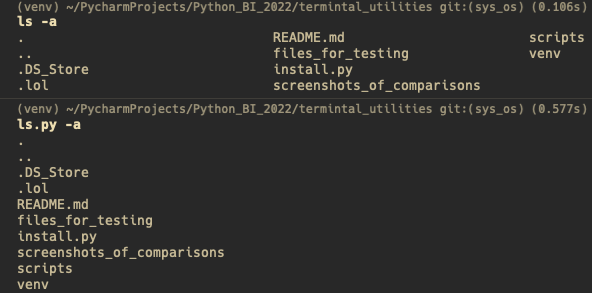 (venv) ~/PycharmProjects/Python_BI_2022/termintal_utilities git:(sys_os) (0.106s)
ls -a
. README.md scripts
.. files_for_testing venv
.DS_Store install.py
.lol screenshots_of_comparisons
(venv) ~/PycharmProjects/Python_BI_2022/termintal_utilities git:(sys_os) (0.577s)
ls.py -a
.
..
.DS_Store
.lol
README.md
files_for_testing
install.py
screenshots_of_comparisons
scripts
venv